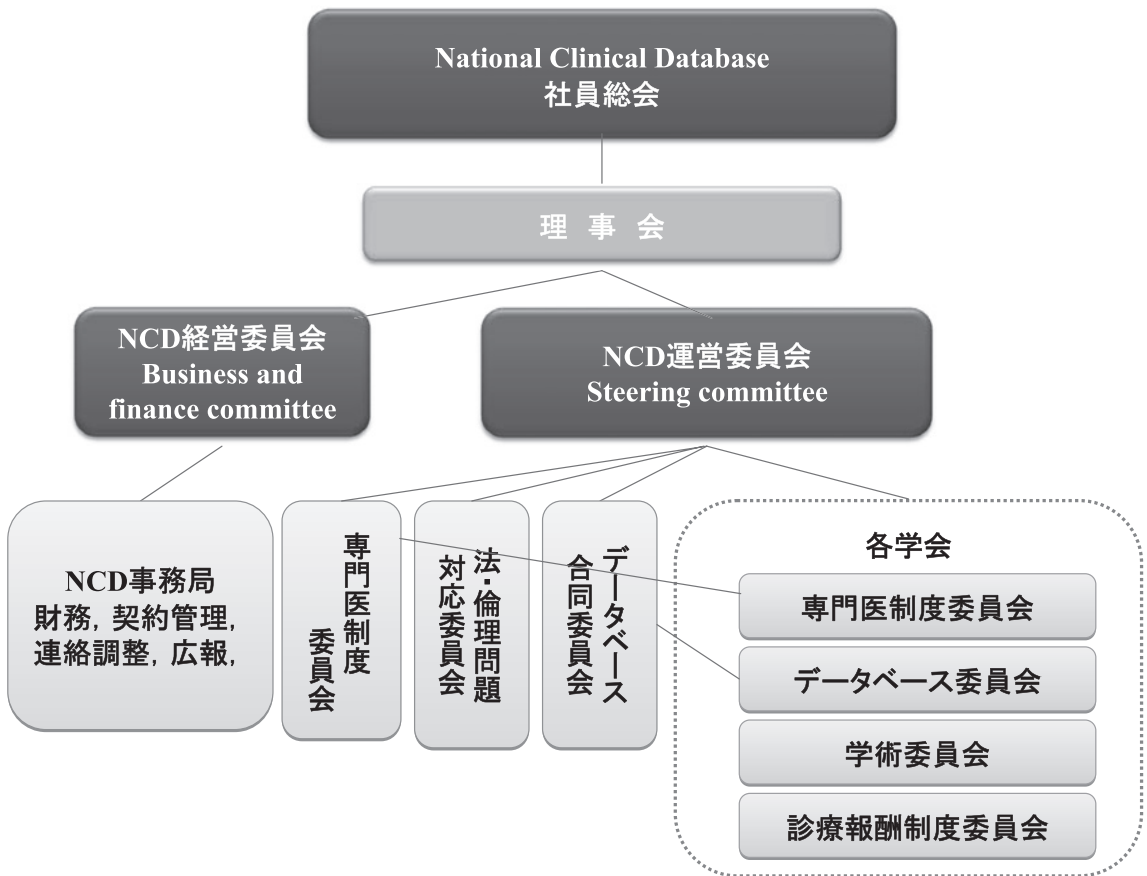 National Clinical Database
社員総会
理 事 会
NCD経営委員会
Business and
finance committee
NCD運営委員会
Steering committee
NCD事務局
財務, 契約管理,
連絡調整, 広報,
専門医制度
委員会
法・倫理問題
対応委員会
データベース
合同委員会
各学会
専門医制度委員会
データベース委員会
学術委員会
診療報酬制度委員会